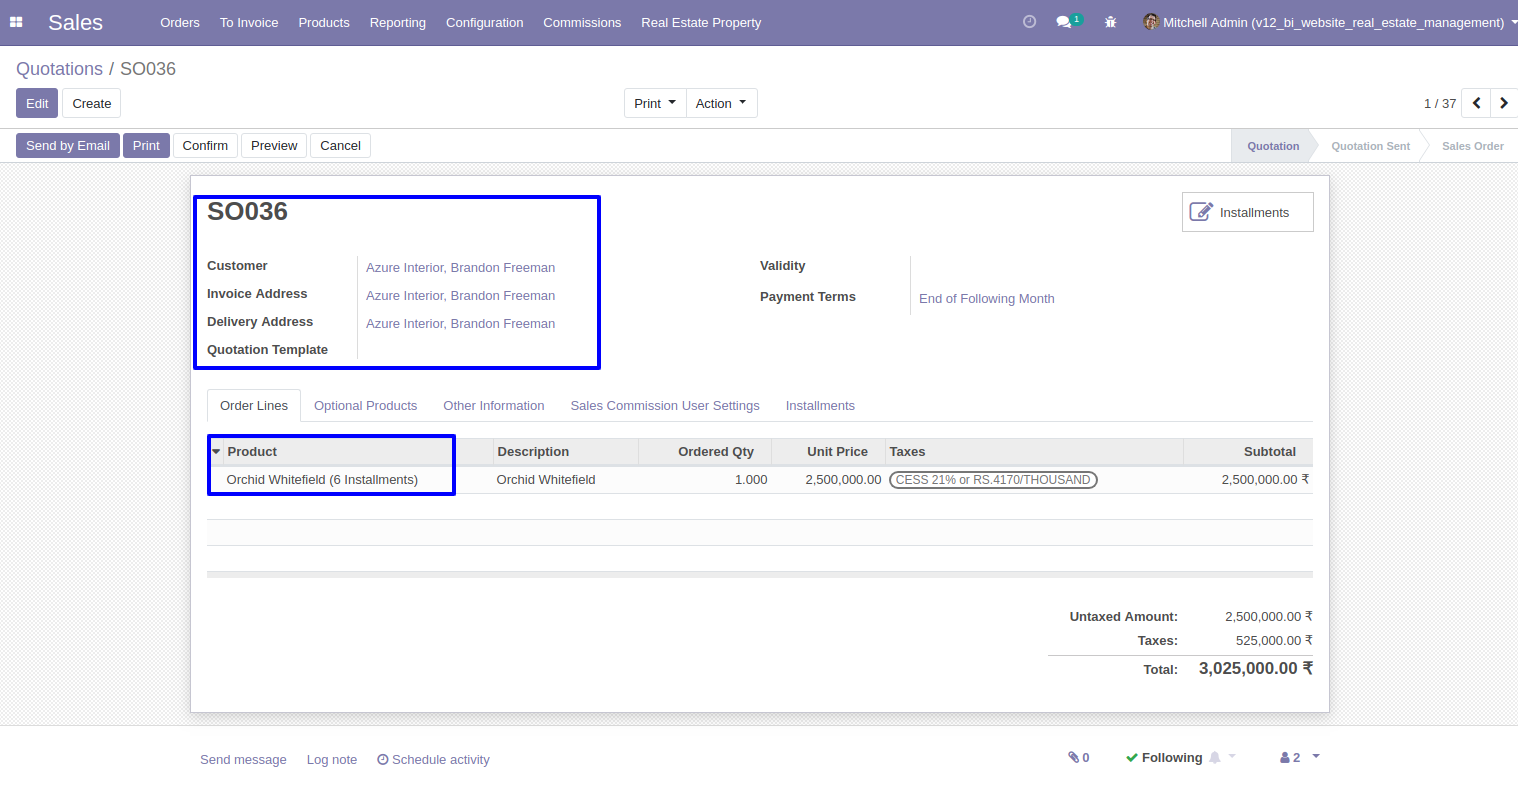 Sales Orders To Invoice Products Reporting Configuration Commissions Real Estate Property 1 Mitchell Admin (v12_bi_website_real_estate_management)
Quotations / SO036
Edit Create Print Action 1 / 37
Send by Email Print Confirm Preview Cancel Quotation Quotation Sent Sales Order
SO036 Installments
Customer Azure Interior, Brandon Freeman Validity
Invoice Address Azure Interior, Brandon Freeman Payment Terms End of Following Month
Delivery Address Azure Interior, Brandon Freeman
Quotation Template
Order Lines Optional Products Other Information Sales Commission User Settings Installments
Product Description Ordered Qty Unit Price Taxes Subtotal
Orchid Whitefield (6 Installments) Orchid Whitefield 1.000 2,500,000.00 CESS 21% or RS.4170/THOUSAND 2,500,000.00 ₹
Untaxed Amount: 2,500,000.00 ₹
Taxes: 525,000.00 ₹
Total: 3,025,000.00 ₹
Send message Log note Schedule activity 0 Following 2